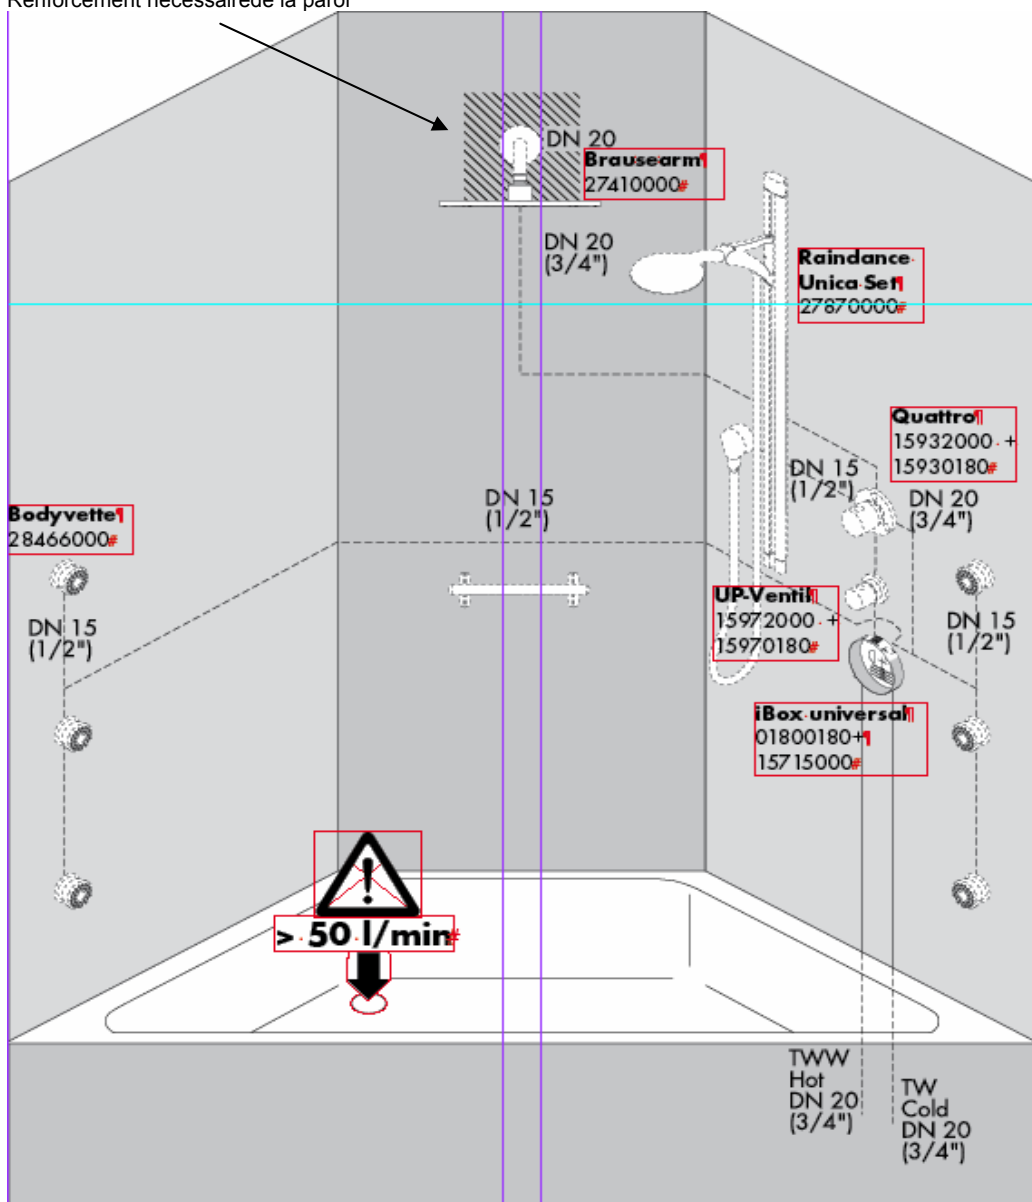 Renforcement nécessairede la paroi
DN 20
Brausearm¶
27410000#
DN 20
(3/4")
Raindance·
Unica·Set¶
27870000#
Quattro¶
15932000·+
15930180#
DN 15
(1/2")
DN 20
(3/4")
DN 15
(1/2")
Bodyvette¶
28466000#
DN 15
(1/2")
UP-Ventil¶
15972000·+
15970180#
DN 15
(1/2")
iBox·universal¶
01800180+¶
15715000#
!
>·50·l/min#
TWW
Hot
DN 20
(3/4")
TW
Cold
DN 20
(3/4")